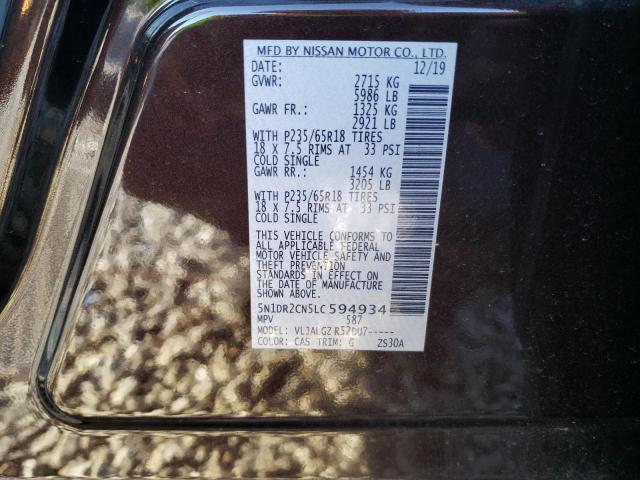 MFD BY NISSAN MOTOR CO., LTD.
DATE: 12/19
GVWR: 2715 KG
5986 LB
GAWR FR.: 1325 KG
2921 LB
WITH P235/65R18 TIRES
18 X 7.5 RIMS AT 33 PSI
COLD SINGLE
GAWR RR.: 1454 KG
3205 LB
WITH P235/65R18 TIRES
18 X 7.5 RIMS AT 33 PSI
COLD SINGLE
THIS VEHICLE CONFORMS TO
ALL APPLICABLE FEDERAL
MOTOR VEHICLE SAFETY AND
THEFT PREVENTION
STANDARDS IN EFFECT ON
THE DATE OF MANUFACTURE
SHOWN ABOVE.
5N1DR2CN5LC594934
MPV 587
MODEL: VLJALGZ R52DU7-----
COLOR: CAS TRIM: G ZS30A